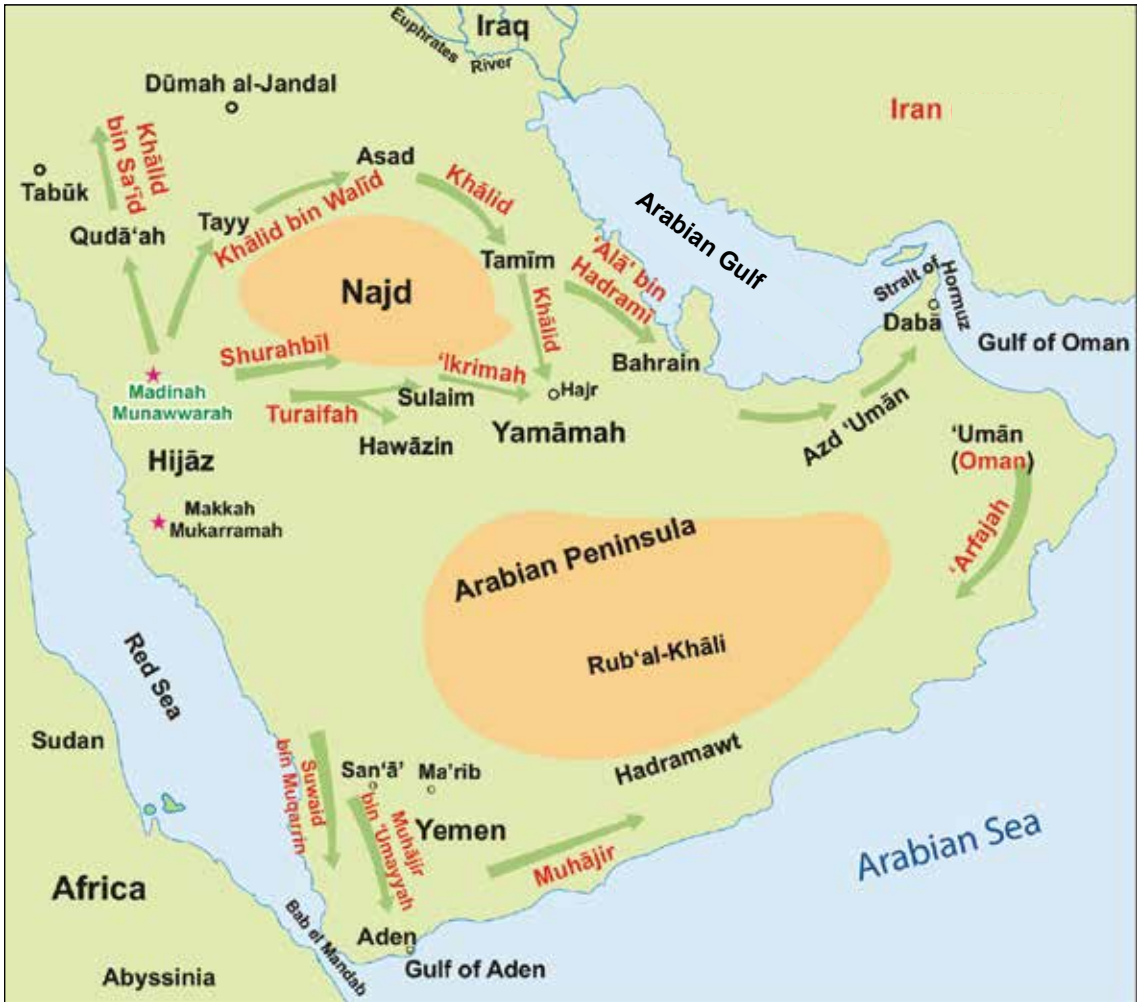 Iraq
Euphrates
River
Dūmah al-Jandal
Iran
Khālid
bin Sa'īd
Tabūk
Asad
Khālid
Tayy
Khālid bin Walīd
Qudā‘ah
Arabian Gulf
Tamīm
‘Alā' bin
Hadramī
Najd
Strait of
Hormuz
Dabā
Gulf of Oman
Khālid
Shurahbīl
‘Ikrimah
Bahrain
Madinah
Munawwarah
Sulaim
Hajr
Turaifah
Hawāzin
Yamāmah
Azd ‘Umān
‘Umān
(Oman)
Hijāz
Makkah
Mukarramah
‘Arfajah
Arabian Peninsula
Rub‘al-Khāli
Red Sea
Sudan
Hadramawt
Suwaid
bin Muqarrin
San‘ā’
Ma'rib
Yemen
Muhājir
bin ‘Umayyah
Muhājir
Arabian Sea
Africa
Bab el Mandab
Aden
Gulf of Aden
Abyssinia